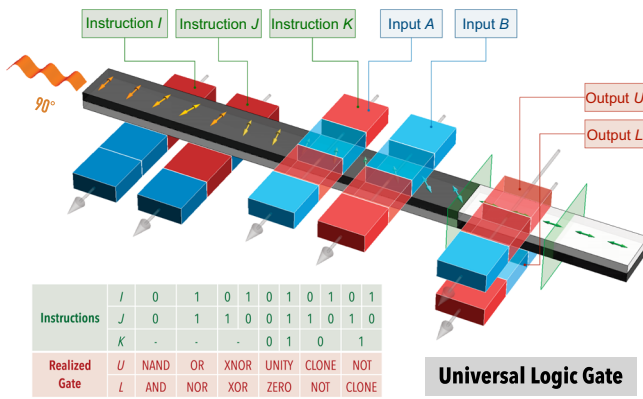 Instruction I
Instruction J
Instruction K
Input A
Input B
90°
Output U
Output L
Instructions
I 0 1 0 1 0 1 0 1 0 1
J 0 1 1 0 0 1 1 0 1 0
K - - - 0 1 0 1
Realized Gate
U NAND OR XNOR UNITY CLONE NOT
L AND NOR XOR ZERO NOT CLONE
Universal Logic Gate